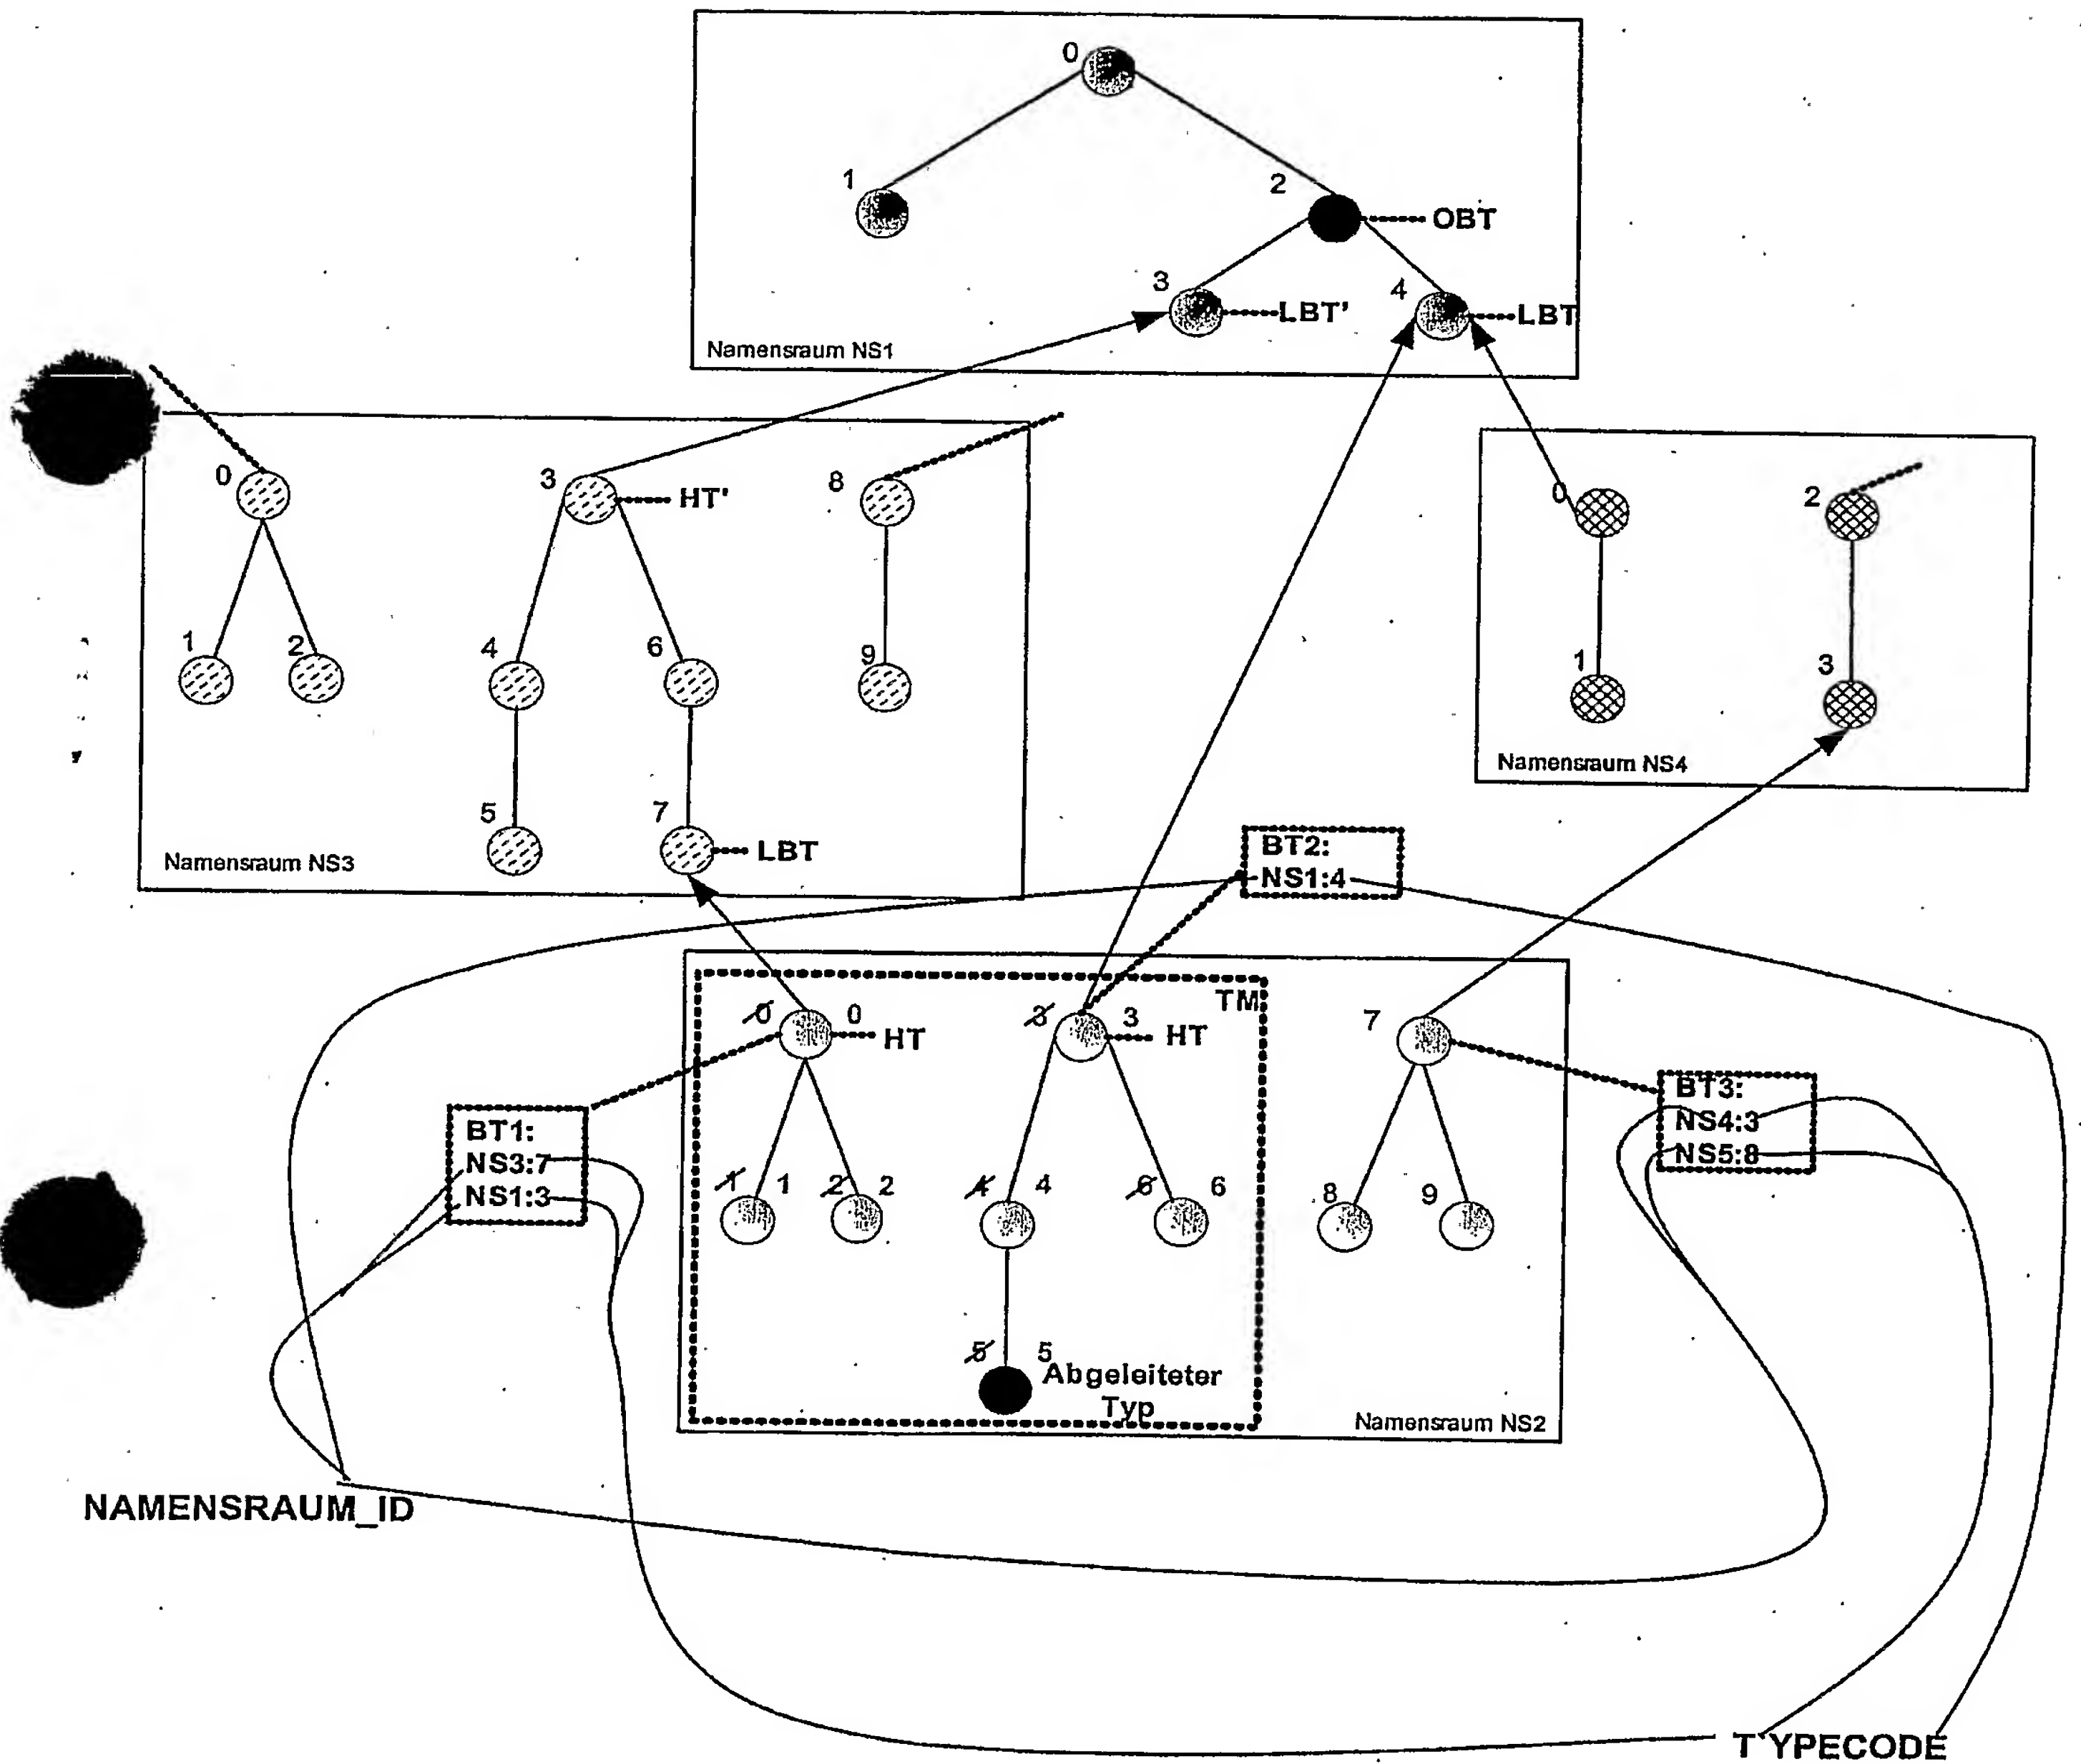 0
1
2
OBT
3
LBT'
4
LBT
Namensraum NS1
0
3
HT'
8
1
2
4
6
9
5
7
LBT
Namensraum NS3
0
2
1
3
Namensraum NS4
BT2:
NS1:4
TM
0 0
HT
3 3
HT
7
BT1:
NS3:7
NS1:3
BT3:
NS4:3
NS5:8
1 1
2 2
4 4
6 6
8
9
5 5
Abgeleiteter
Typ
Namensraum NS2
NAMENSRAUM_ID
TYPECODE